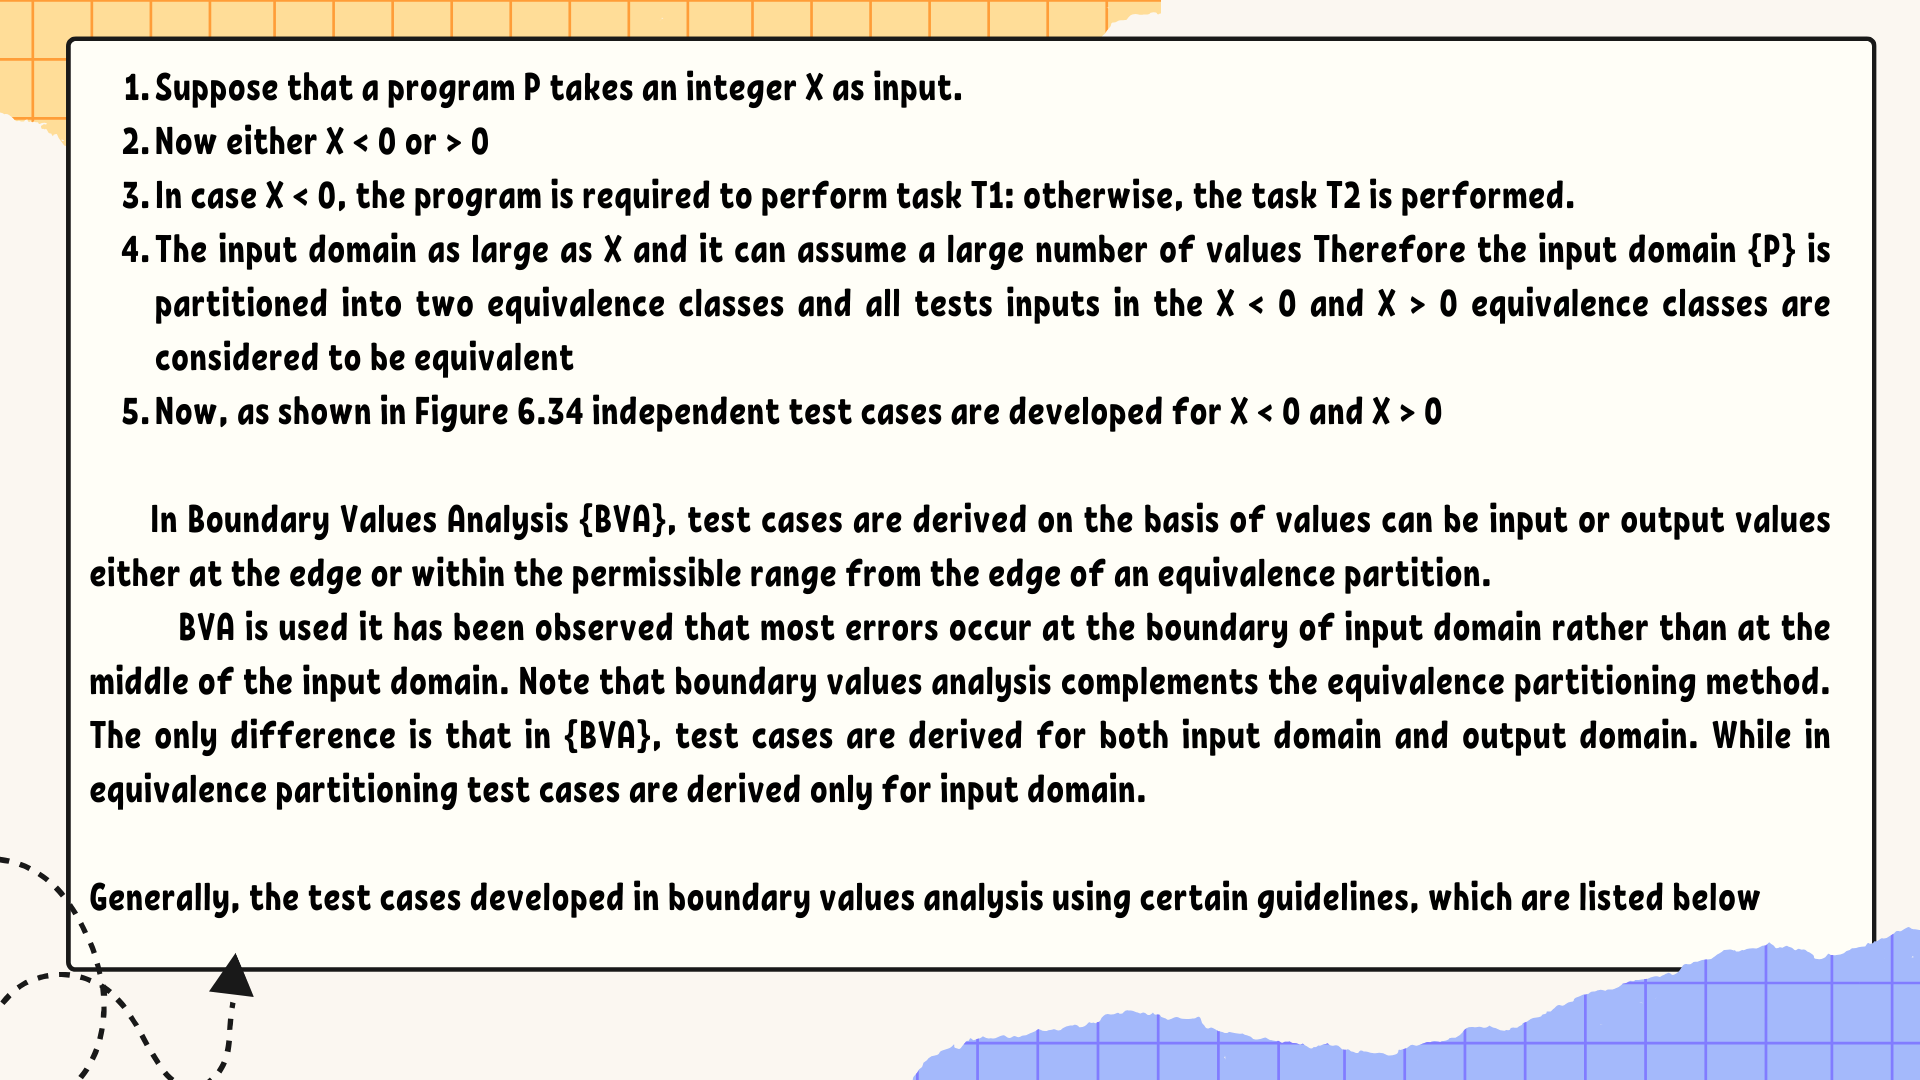 1. Suppose that a program P takes an integer X as input.
2. Now either X < 0 or > 0
3. In case X < 0, the program is required to perform task T1: otherwise, the task T2 is performed.
4. The input domain as large as X and it can assume a large number of values Therefore the input domain {P} is
partitioned into two equivalence classes and all tests inputs in the X < 0 and X > 0 equivalence classes are
considered to be equivalent
5. Now, as shown in Figure 6.34 independent test cases are developed for X < 0 and X > 0
In Boundary Values Analysis {BVA}, test cases are derived on the basis of values can be input or output values
either at the edge or within the permissible range from the edge of an equivalence partition.
BVA is used it has been observed that most errors occur at the boundary of input domain rather than at the
middle of the input domain. Note that boundary values analysis complements the equivalence partitioning method.
The only difference is that in {BVA}, test cases are derived for both input domain and output domain. While in
equivalence partitioning test cases are derived only for input domain.
Generally, the test cases developed in boundary values analysis using certain guidelines, which are listed below